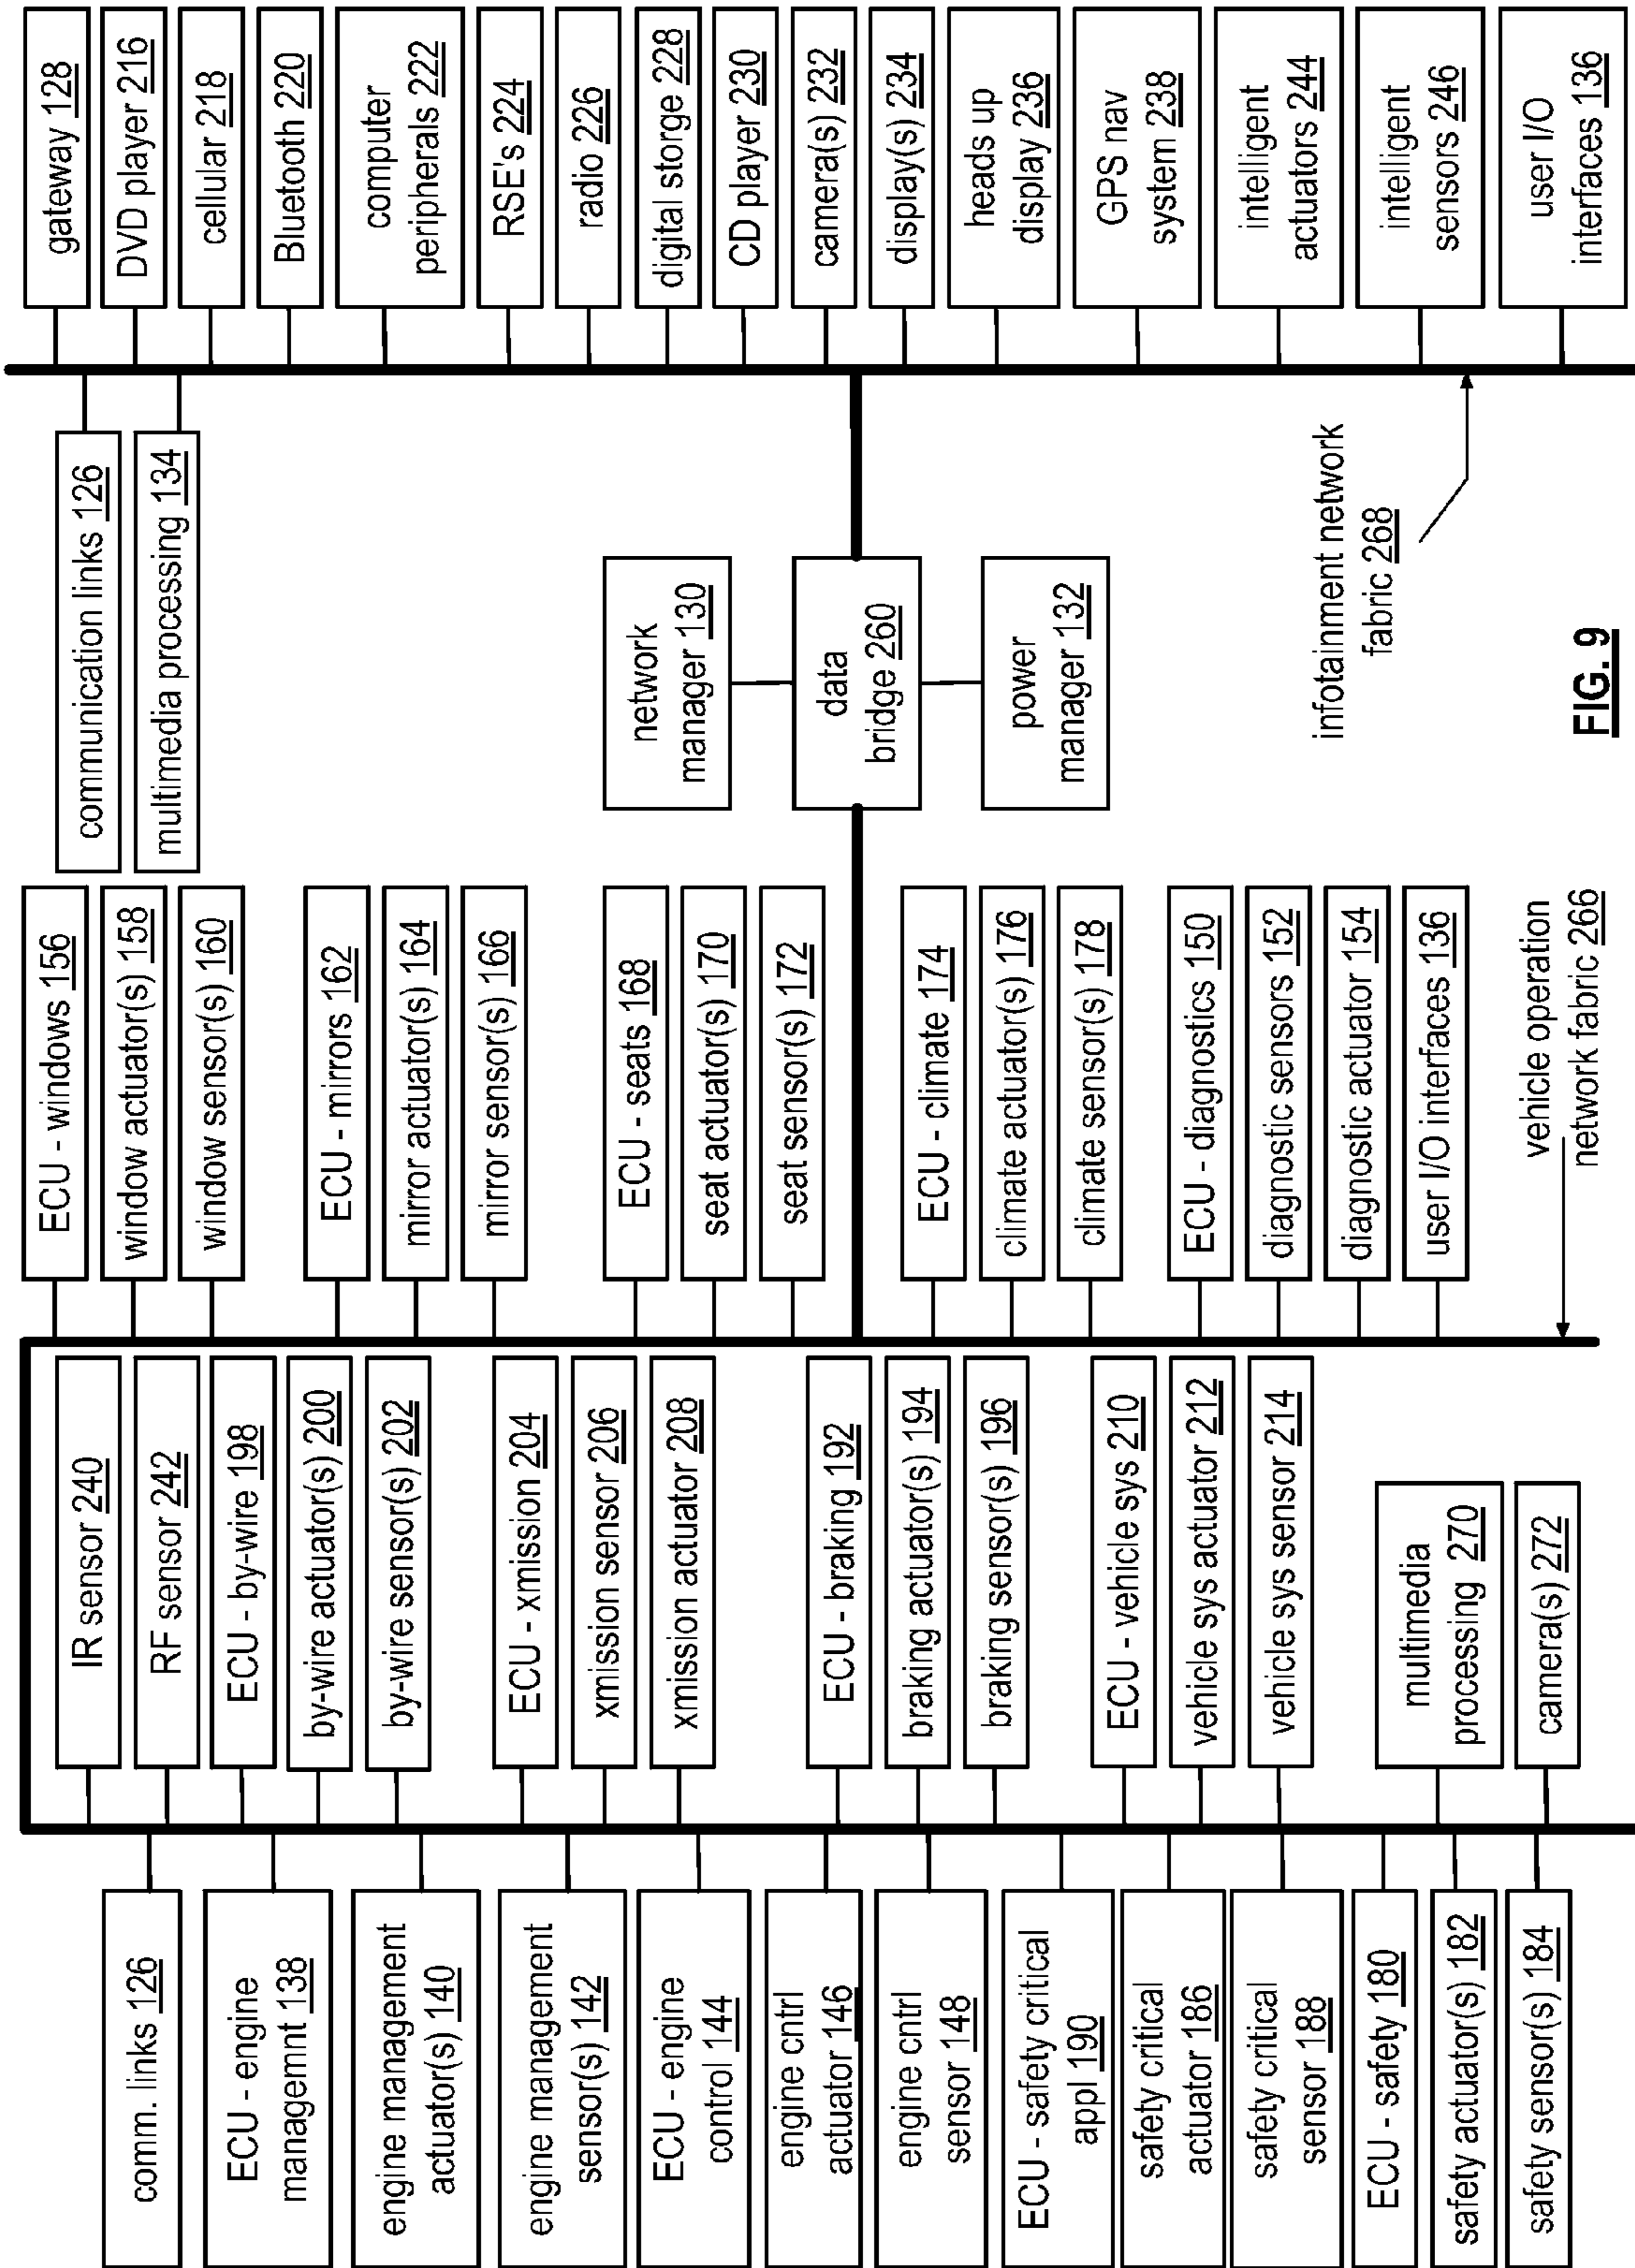 comm. links 126
ECU - engine
managemnt 138
engine management
actuator(s) 140
engine management
sensor(s) 142
ECU - engine
control 144
engine cntrl
actuator 146
engine cntrl
sensor 148
ECU - safety critical
appl 190
safety critical
actuator 186
safety critical
sensor 188
ECU - safety 180
safety actuator(s) 182
safety sensor(s) 184
IR sensor 240
RF sensor 242
ECU - by-wire 198
by-wire actuator(s) 200
by-wire sensor(s) 202
ECU - xmission 204
xmission sensor 206
xmission actuator 208
ECU - braking 192
braking actuator(s) 194
braking sensor(s) 196
ECU - vehicle sys 210
vehicle sys actuator 212
vehicle sys sensor 214
multimedia
processing 270
camera(s) 272
ECU - windows 156
window actuator(s) 158
window sensor(s) 160
ECU - mirrors 162
mirror actuator(s) 164
mirror sensor(s) 166
ECU - seats 168
seat actuator(s) 170
seat sensor(s) 172
ECU - climate 174
climate actuator(s) 176
climate sensor(s) 178
ECU - diagnostics 150
diagnostic sensors 152
diagnostic actuator 154
user I/O interfaces 136
vehicle operation
network fabric 266
communication links 126
multimedia processing 134
network
manager 130
data
bridge 260
power
manager 132
infotainment network
fabric 268
gateway 128
DVD player 216
cellular 218
Bluetooth 220
computer
peripherals 222
RSE's 224
radio 226
digital storge 228
CD player 230
camera(s) 232
display(s) 234
heads up
display 236
GPS nav
system 238
intelligent
actuators 244
intelligent
sensors 246
user I/O
interfaces 136
FIG. 9